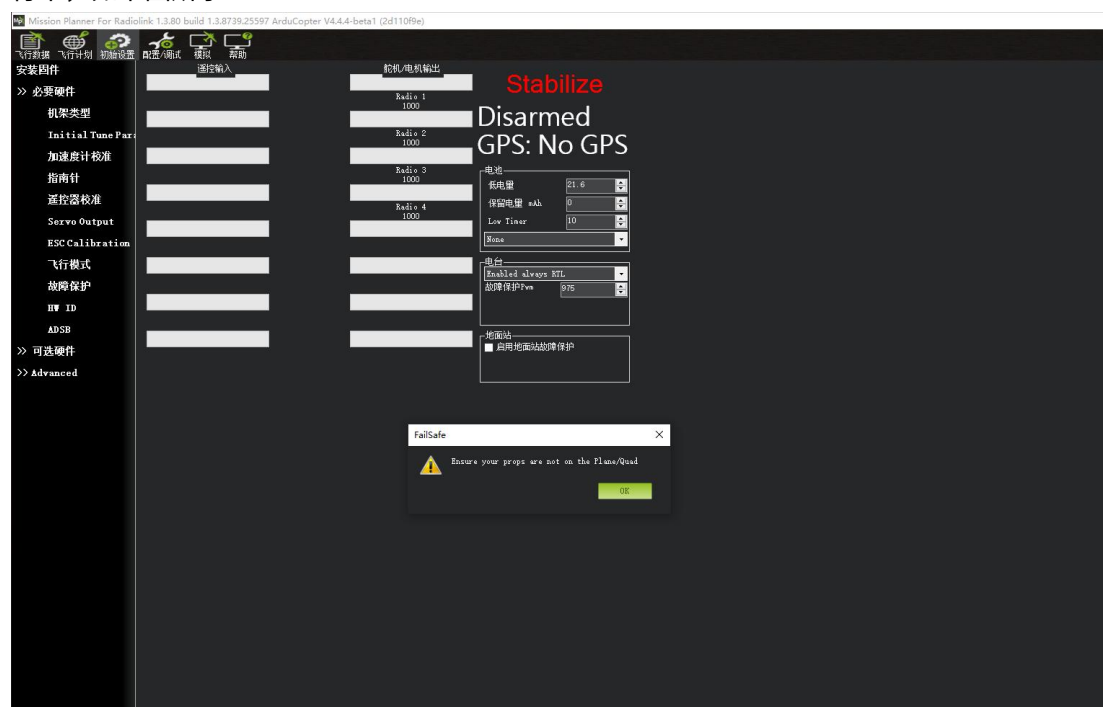 Mission Planner For Radiolink 1.3.80 build 1.3.8739.25597 ArduCopter V4.4.4-beta1 (2d110f9e)
飞行数据 飞行计划 初始设置 配置/调试 模拟 帮助
安装固件
>> 必要硬件
机架类型
Initial Tune Par
加速度计校准
指南针
遥控器校准
Servo Output
ESC Calibration
飞行模式
故障保护
HW ID
ADSB
>> 可选硬件
>> Advanced
遥控输入
舵机/电机输出
Radio 1
1000
Radio 2
1000
Radio 3
1000
Radio 4
1000
Stabilize
Disarmed
GPS: No GPS
电池
低电量 21.6
保留电量 mAh 0
Low Timer 10
None
电台
Enabled always RTL
故障保护Pwm 975
地面站
启用地面站故障保护
FailSafe
Ensure your props are not on the Plane/Quad
OK